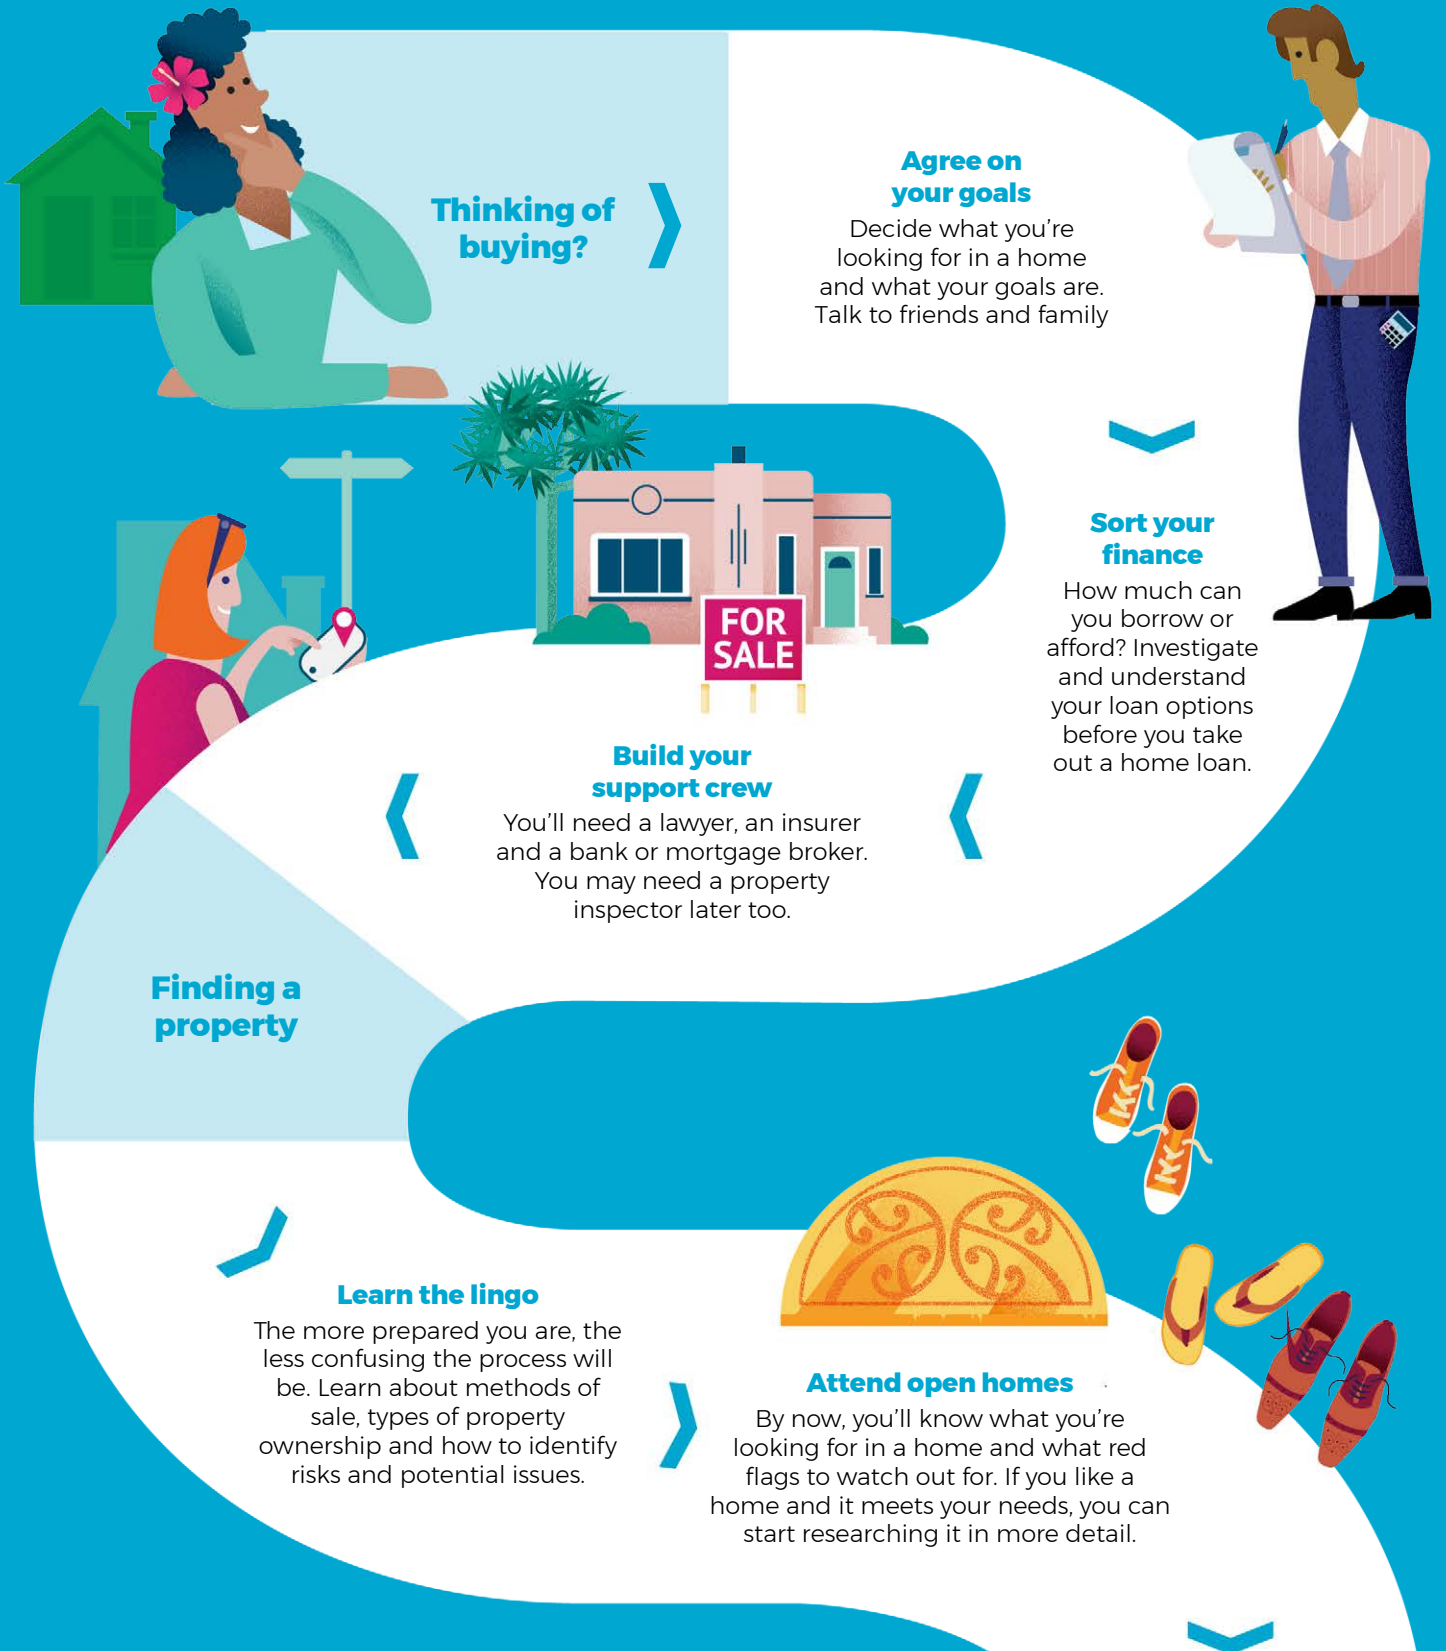 Thinking of
buying?
Agree on
your goals
Decide what you’re
looking for in a home
and what your goals are.
Talk to friends and family
Sort your
finance
How much can
you borrow or
afford? Investigate
and understand
your loan options
before you take
out a home loan.
FOR
SALE
Build your
support crew
You’ll need a lawyer, an insurer
and a bank or mortgage broker.
You may need a property
inspector later too.
Finding a
property
Learn the lingo
The more prepared you are, the
less confusing the process will
be. Learn about methods of
sale, types of property
ownership and how to identify
risks and potential issues.
Attend open homes
By now, you’ll know what you’re
looking for in a home and what red
flags to watch out for. If you like a
home and it meets your needs, you can
start researching it in more detail.